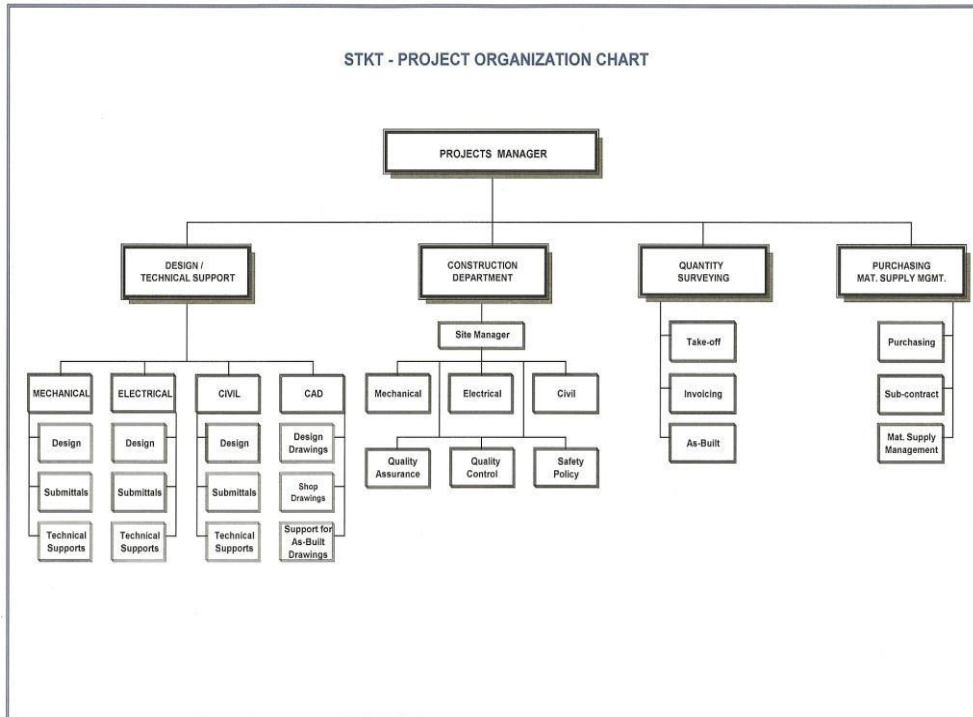 STKT - PROJECT ORGANIZATION CHART
PROJECTS MANAGER
DESIGN /
TECHNICAL SUPPORT
CONSTRUCTION
DEPARTMENT
QUANTITY
SURVEYING
PURCHASING
MAT. SUPPLY MGMT.
Site Manager
Take-off
Purchasing
MECHANICAL
ELECTRICAL
CIVIL
CAD
Mechanical
Electrical
Civil
Invoicing
Sub-contract
Design
Design
Design
Design
Drawings
As-Built
Mat. Supply
Management
Quality
Assurance
Quality
Control
Safety
Policy
Submittals
Submittals
Submittals
Shop
Drawings
Technical
Supports
Technical
Supports
Technical
Supports
Support for
As-Built
Drawings